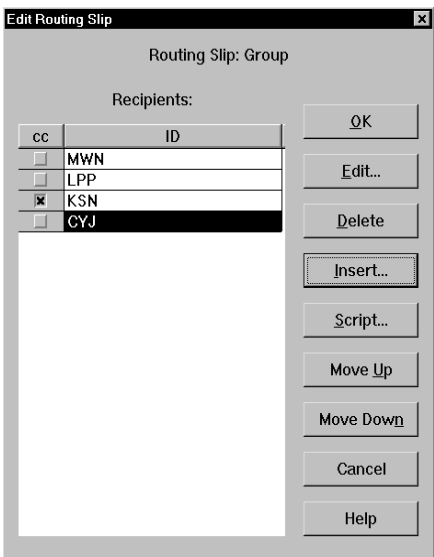 Edit Routing Slip
Routing Slip: Group
Recipients:
cc ID
MWN
LPP
KSN
CYJ
OK
Edit...
Delete
Insert...
Script...
Move Up
Move Down
Cancel
Help